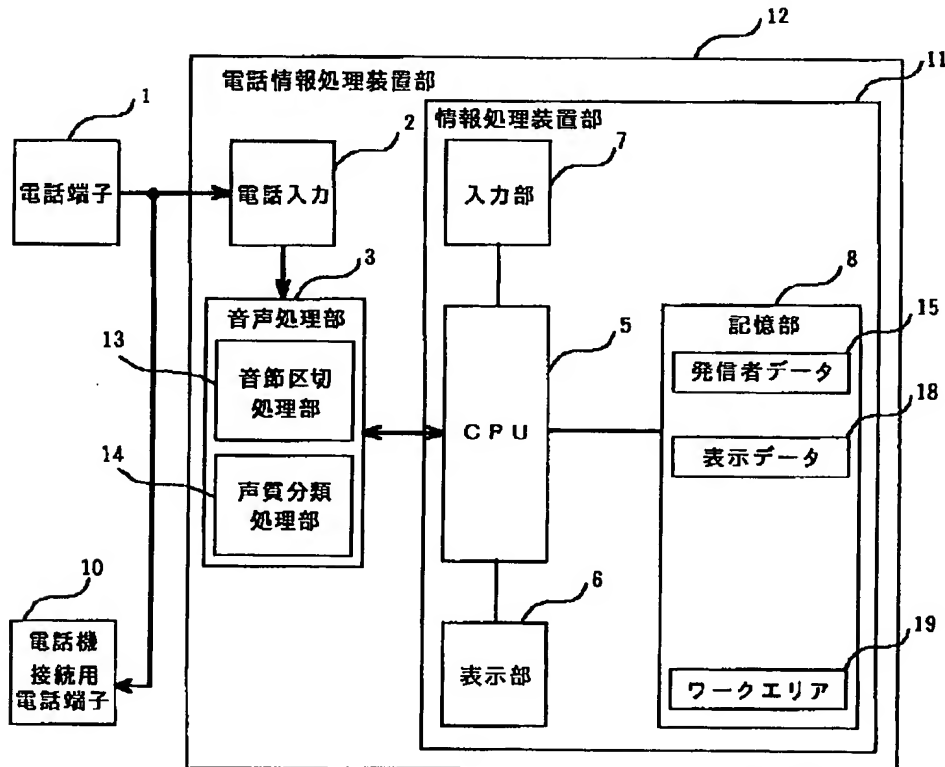 12
電話情報処理装置部
11
1
2
情報処理装置部
7
電話端子
電話入力
入力部
3
8
音声処理部
記憶部
13
5
15
音節区切
処理部
発信者データ
CPU
18
14
表示データ
声質分類
処理部
10
6
電話機
接続用
電話端子
表示部
19
ワークエリア